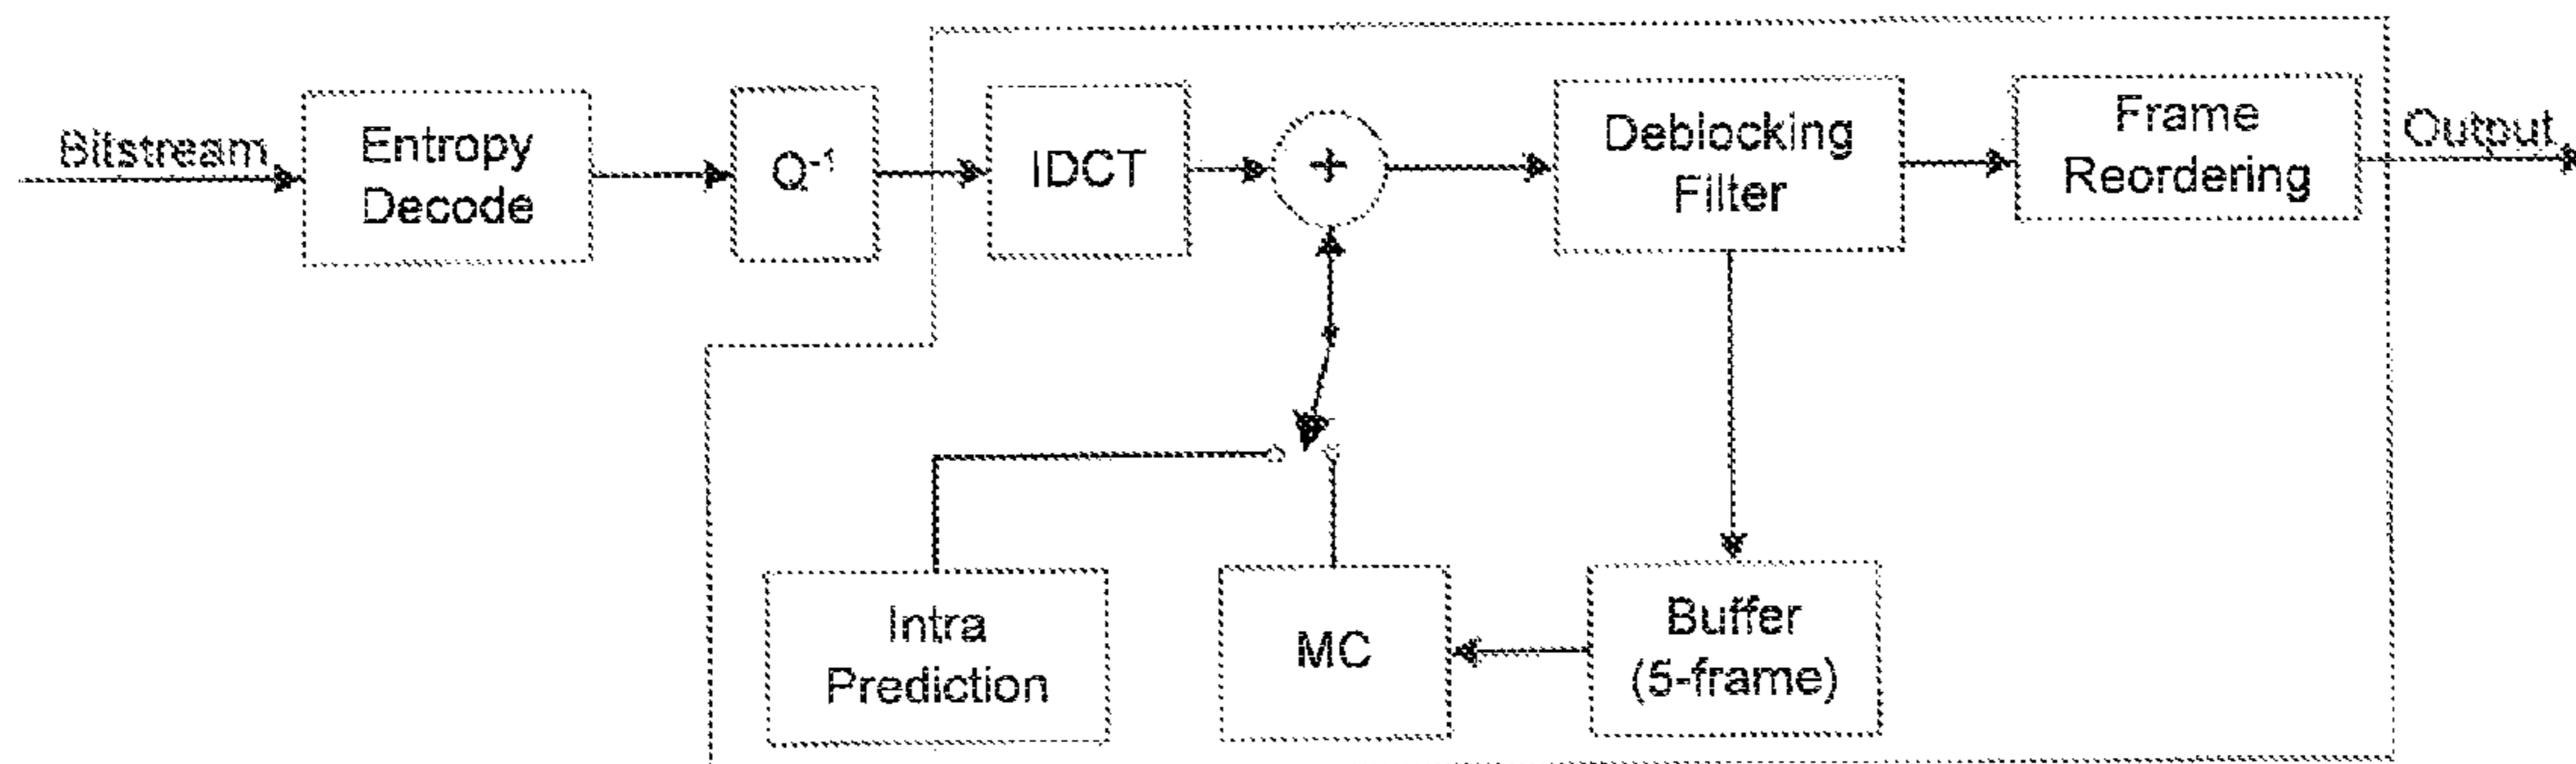 Bitstream
Entropy
Decode
Q⁻¹
IDCT
+
Deblocking
Filter
Frame
Reordering
Output
Intra
Prediction
MC
Buffer
(5-frame)